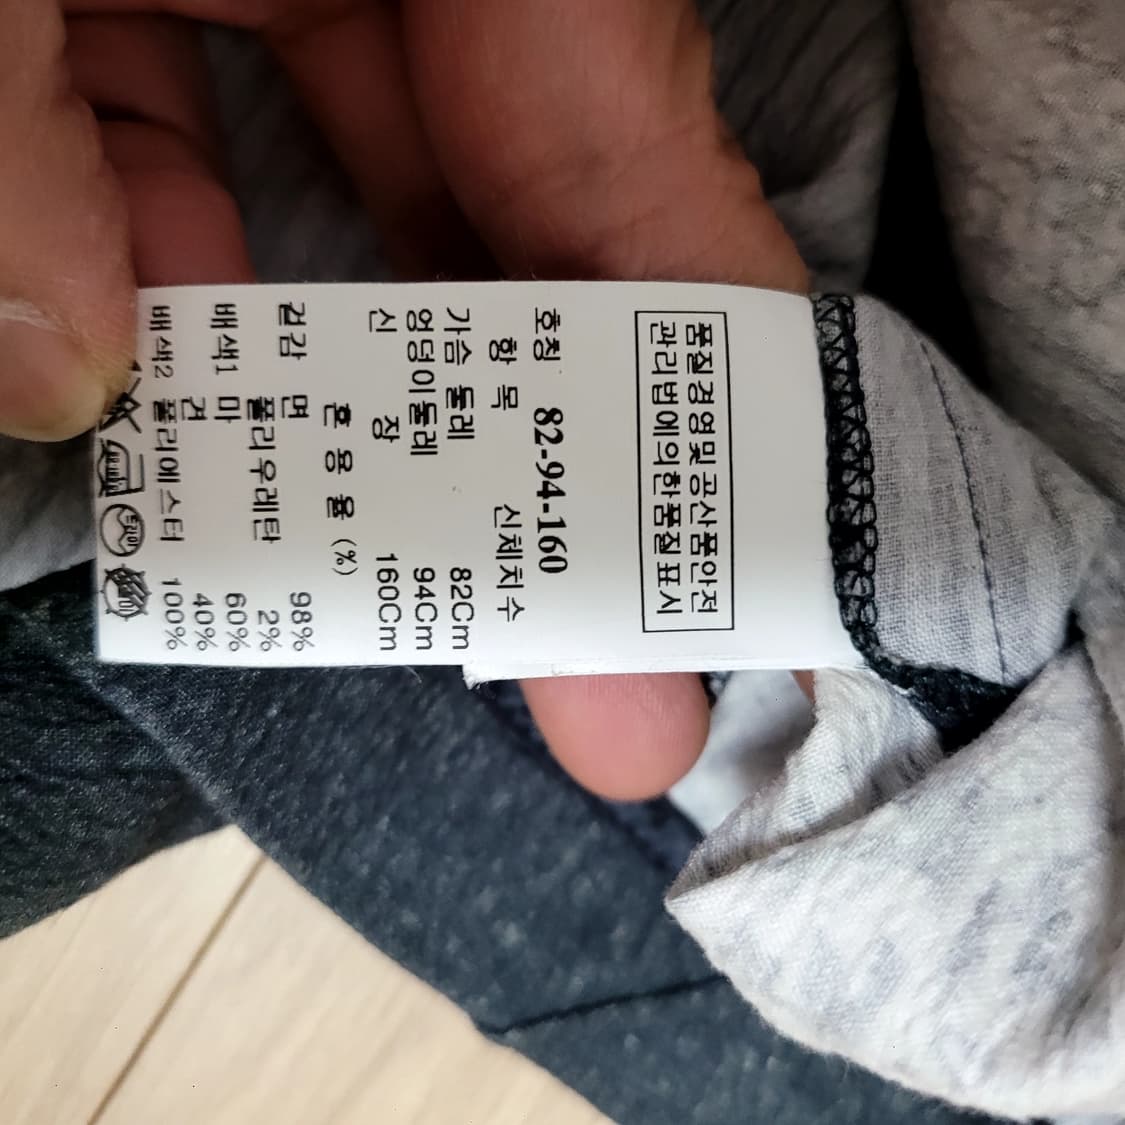 품질경영및공산품안전
관리법에의한품질표시
호칭 82-94-160
항 목 신체치수
가슴 둘레 82Cm
엉덩이둘레 94Cm
신 장 160Cm
혼 용 율 (%)
겉감 면 98%
폴리우레탄 2%
배색1 마 60%
견 40%
배색2 폴리에스터 100%